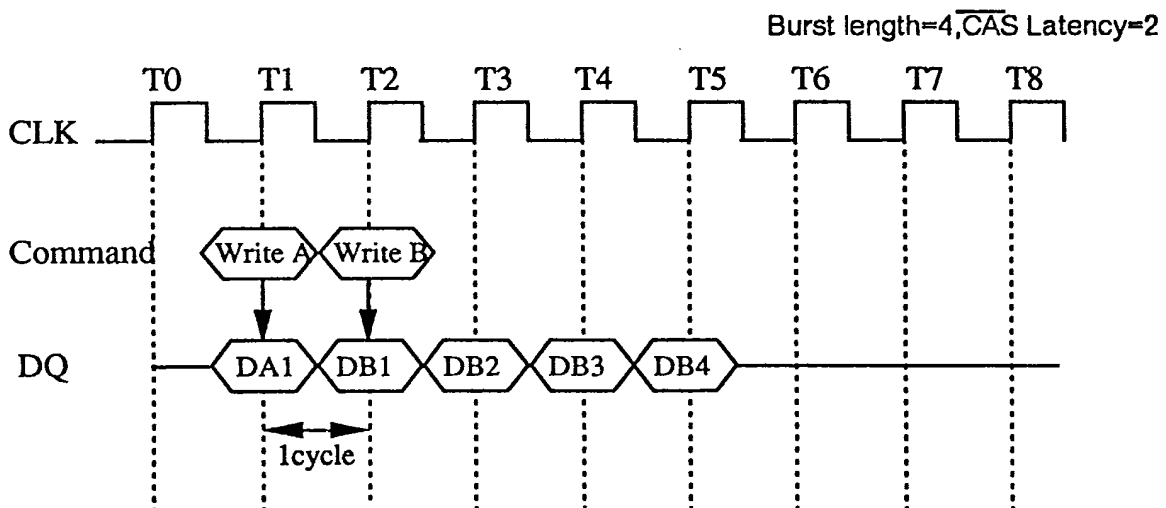 Burst length=4,CAS Latency=2
T0 T1 T2 T3 T4 T5 T6 T7 T8
CLK
Command Write A Write B
DQ DA1 DB1 DB2 DB3 DB4
1cycle